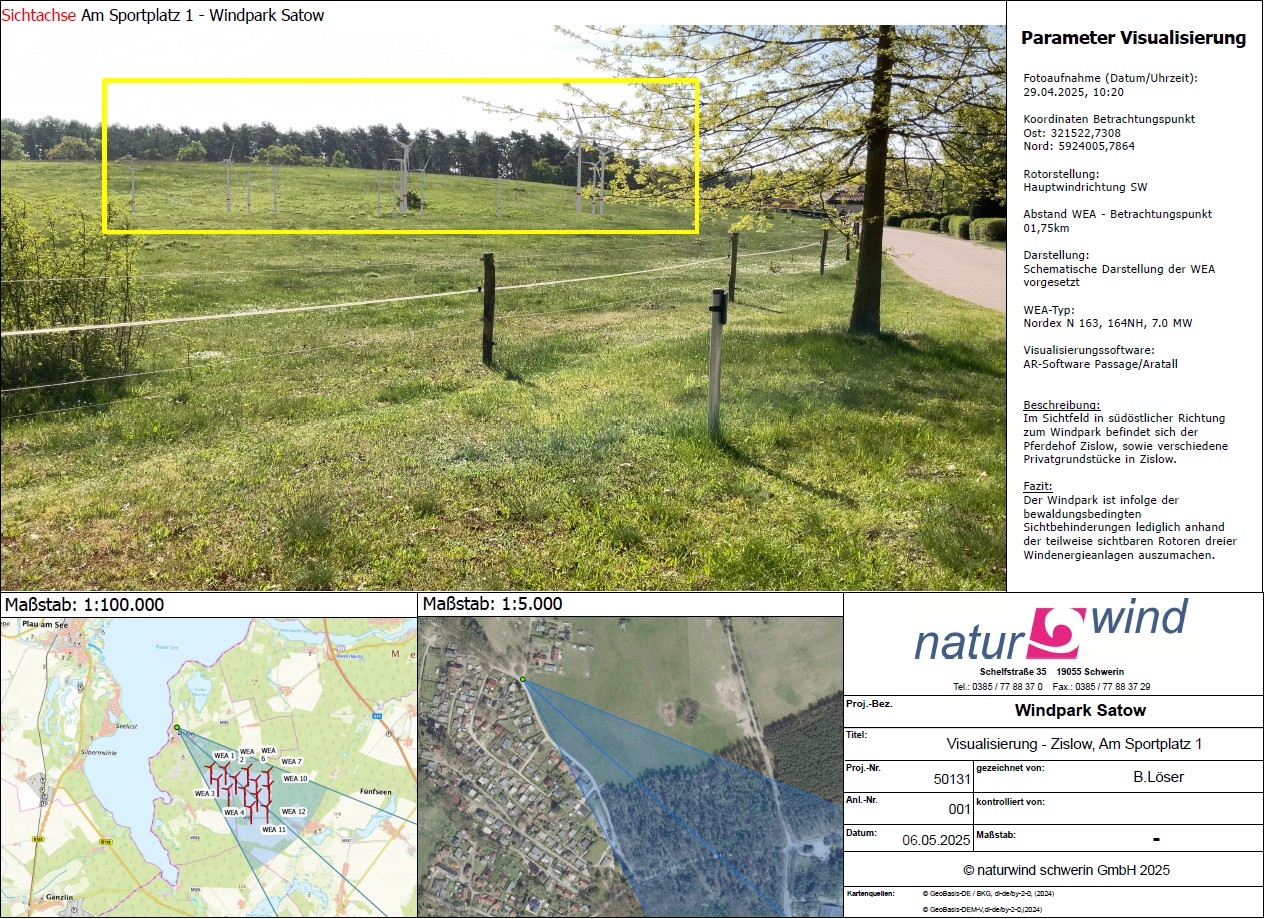 Sichtachse Am Sportplatz 1 - Windpark Satow
Parameter Visualisierung
Fotoaufnahme (Datum/Uhrzeit):
29.04.2025, 10:20
Koordinaten Betrachtungspunkt
Ost: 321522,7308
Nord: 5924005,7864
Rotorstellung:
Hauptwindrichtung SW
Abstand WEA - Betrachtungspunkt
01,75km
Darstellung:
Schematische Darstellung der WEA
vorgesetzt
WEA-Typ:
Nordex N 163, 164NH, 7.0 MW
Visualisierungssoftware:
AR-Software Passage/Aratall
Beschreibung:
Im Sichtfeld in südöstlicher Richtung
zum Windpark befindet sich der
Pferdehof Zislow, sowie verschiedene
Privatgrundstücke in Zislow.
Fazit:
Der Windpark ist infolge der
bewaldungsbedingten
Sichtbehinderungen lediglich anhand
der teilweise sichtbaren Rotoren dreier
Windenergieanlagen auszumachen.
Maßstab: 1:100.000
Plau am See
Seelust
Silbermühle
WEA 1
WEA 2
WEA 6
WEA 7
WEA 10
WEA 3
WEA 4
WEA 12
WEA 11
Fünfseen
Ganzlin
Maßstab: 1:5.000
natur wind
Schelfstraße 35 19055 Schwerin
Tel.: 0385 / 77 88 37 0 Fax.: 0385 / 77 88 37 29
Proj.-Bez.
Windpark Satow
Titel:
Visualisierung - Zislow, Am Sportplatz 1
Proj.-Nr.
50131
gezeichnet von:
B.Löser
Anl.-Nr.
001
kontrolliert von:
Datum:
06.05.2025
Maßstab:
-
© naturwind schwerin GmbH 2025
Kartenquellen:
© GeoBasis-DE / BKG, dl-de/by-2-0, (2024)
© GeoBasis-DE/M-V,dl-de/by-2-0,(2024)